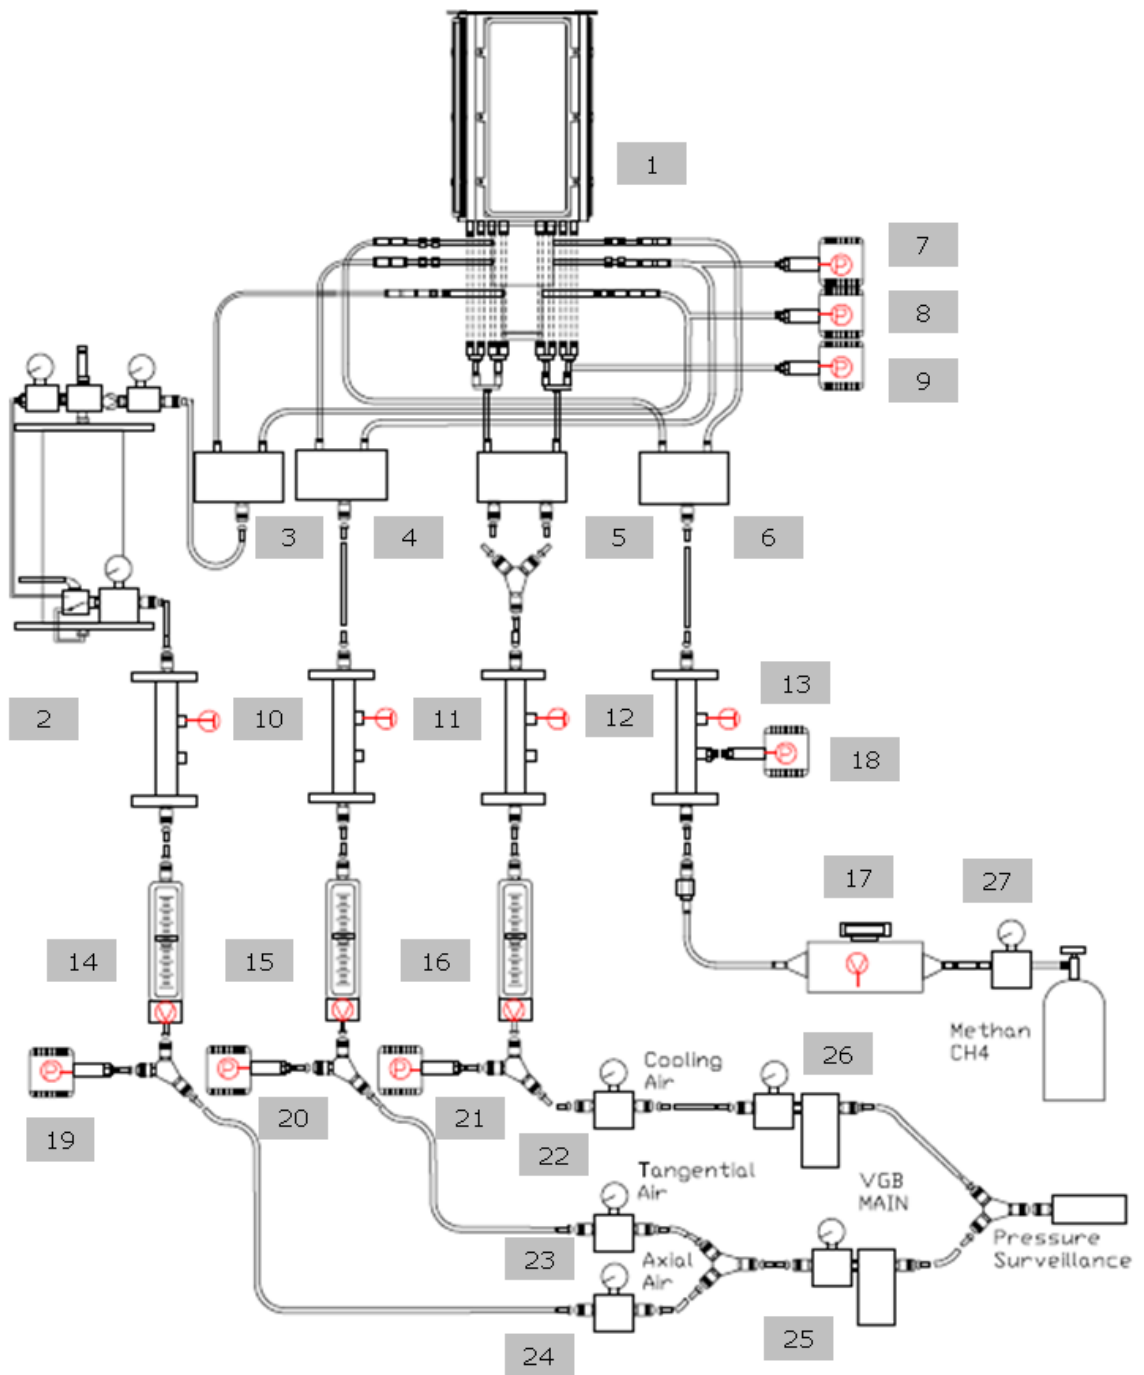 1
7
8
9
3
4
5
6
2
10
11
12
13
18
P
P
P
P
17
27
14
15
16
V
V
V
V
Methan
CH4
Cooling
Air
26
P
P
P
19
20
21
22
Tangential
Air
VGB
MAIN
23
Axial
Air
Pressure
Surveillance
24
25